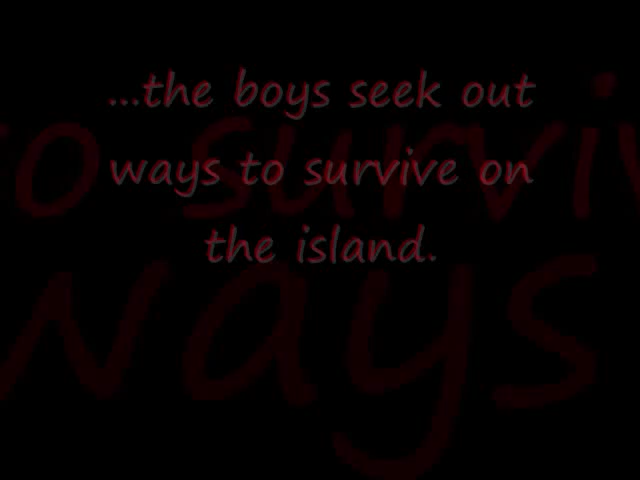 ...the boys seek out
ways to survive on
the island.
to surviv
ways